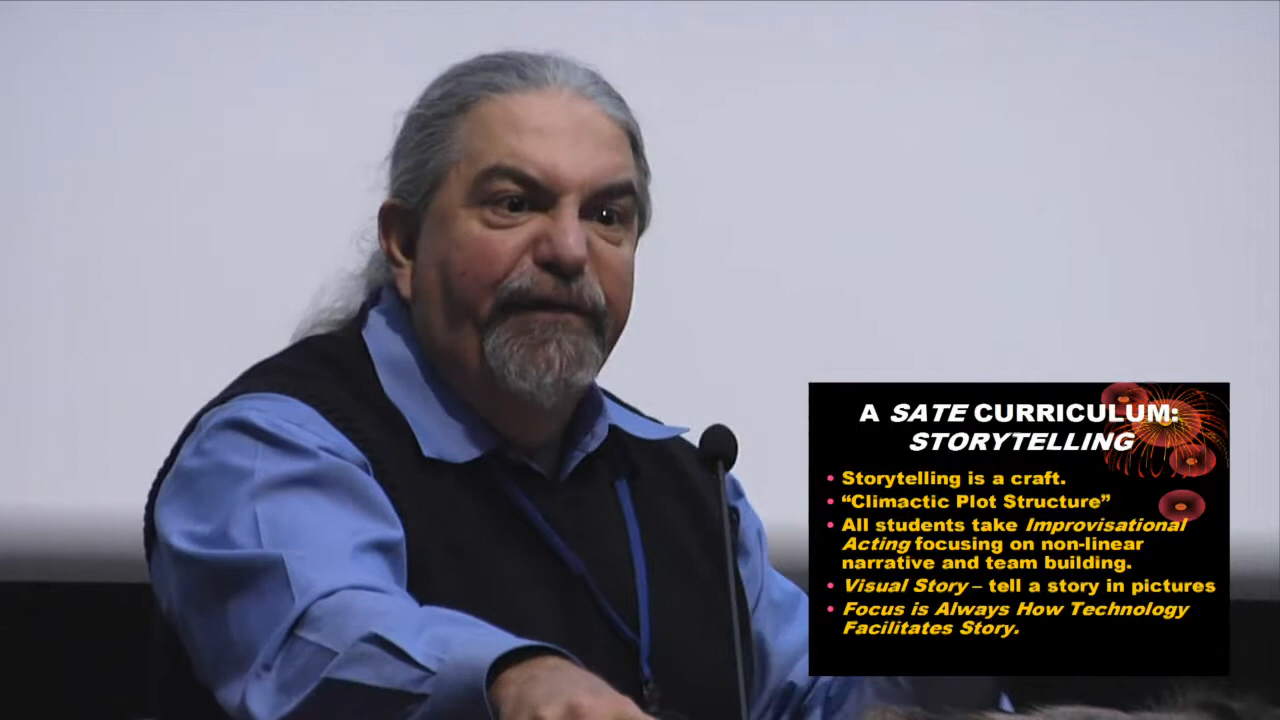 A SATE CURRICULUM:
STORYTELLING
• Storytelling is a craft.
• “Climactic Plot Structure”
• All students take Improvisational
Acting focusing on non-linear
narrative and team building.
• Visual Story – tell a story in pictures
• Focus is Always How Technology
Facilitates Story.